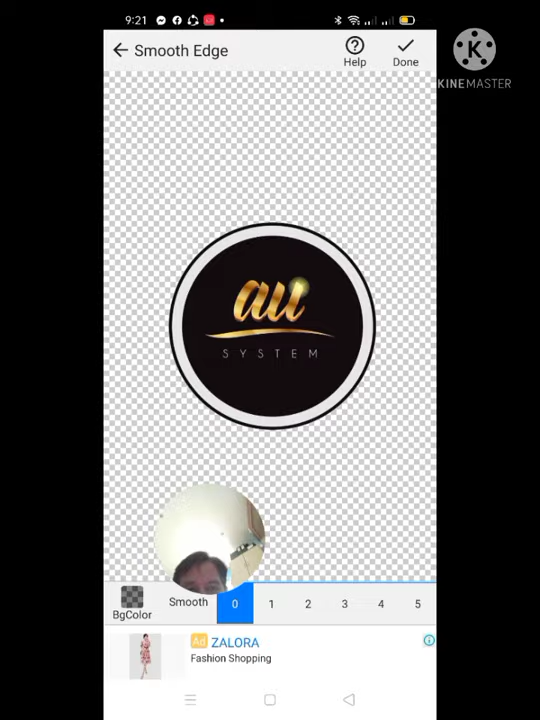 9:21
Smooth Edge
Help
Done
KINEMASTER
au
SYSTEM
BgColor
Smooth
0
1
2
3
4
5
Ad
ZALORA
Fashion Shopping